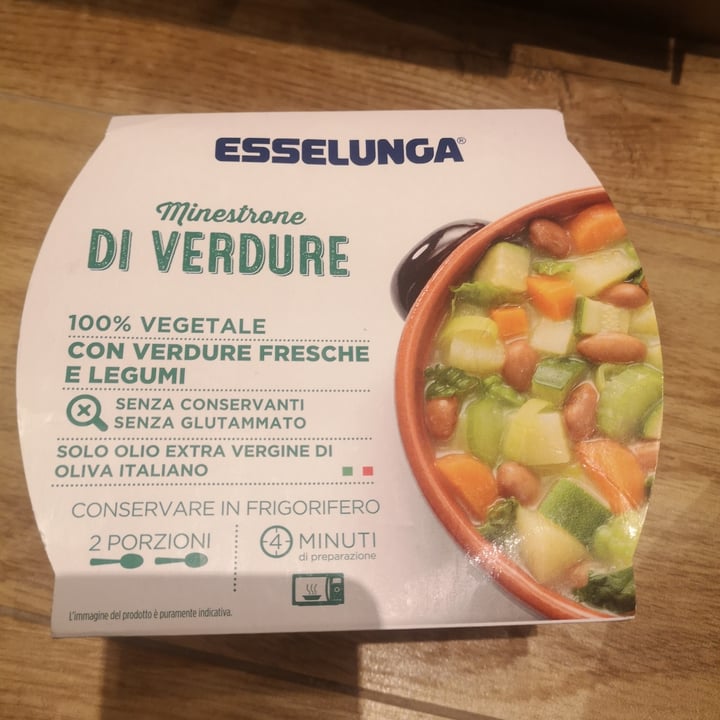 ESSELUNGA®
Minestrone
DI VERDURE
100% VEGETALE
CON VERDURE FRESCHE
E LEGUMI
SENZA CONSERVANTI
SENZA GLUTAMMATO
SOLO OLIO EXTRA VERGINE DI
OLIVA ITALIANO
CONSERVARE IN FRIGORIFERO
2 PORZIONI
4 MINUTI
di preparazione
L'immagine del prodotto è puramente indicativa.